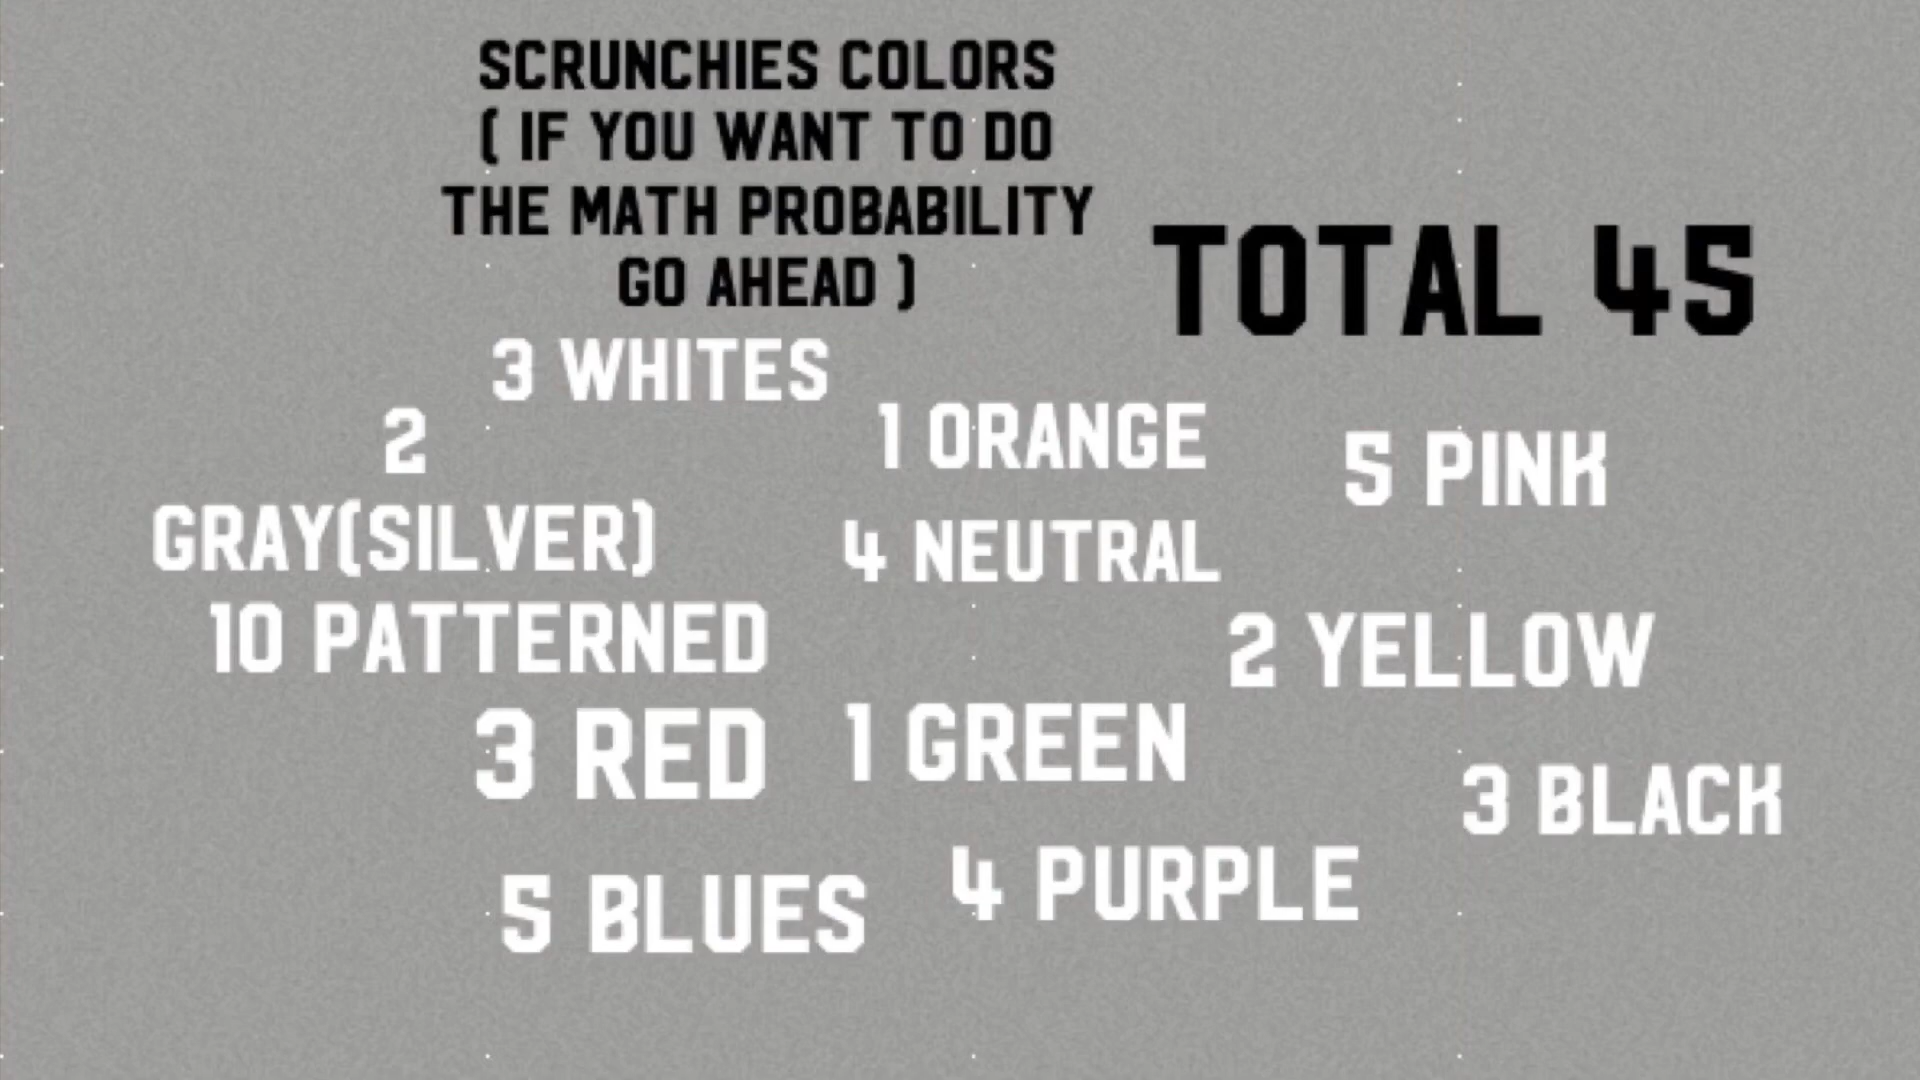 SCRUNCHIES COLORS
( IF YOU WANT TO DO
THE MATH PROBABILITY
GO AHEAD )
TOTAL 45
3 WHITES
1 ORANGE
5 PINK
2
GRAY(SILVER)
4 NEUTRAL
10 PATTERNED
2 YELLOW
3 RED
1 GREEN
3 BLACK
5 BLUES
4 PURPLE